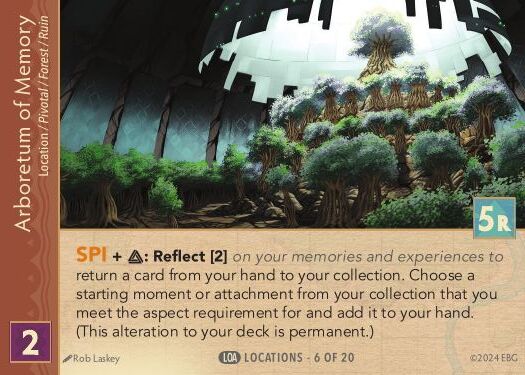 Arboretum of Memory
Location / Pivotal / Forest / Ruin
5R
SPI + : Reflect [2] on your memories and experiences to
return a card from your hand to your collection. Choose a
starting moment or attachment from your collection that you
meet the aspect requirement for and add it to your hand.
(This alteration to your deck is permanent.)
2
Rob Laskey
LOA LOCATIONS - 6 OF 20
©2024 EBG